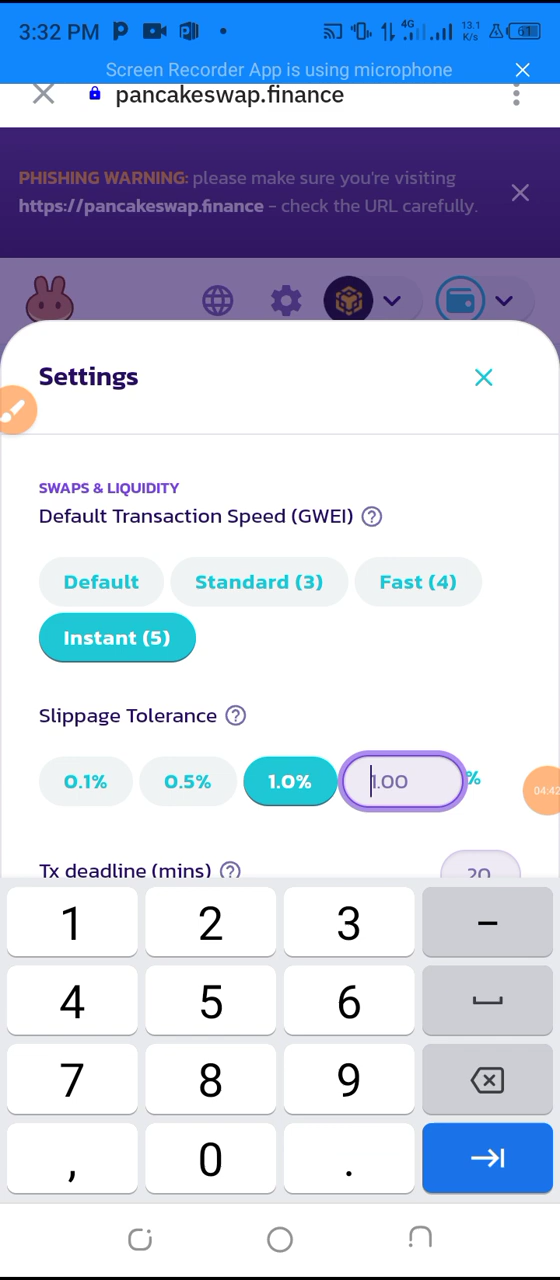 3:32 PM
4G
13.1
K/s
61
Screen Recorder App is using microphone
pancakeswap.finance
PHISHING WARNING: please make sure you're visiting
https://pancakeswap.finance - check the URL carefully.
Settings
SWAPS & LIQUIDITY
Default Transaction Speed (GWEI) ?
Default Standard (3) Fast (4)
Instant (5)
Slippage Tolerance ?
0.1% 0.5% 1.0% 1.00 %
04:42
Tx deadline (mins) ? 20
1 2 3 -
4 5 6
7 8 9
, 0 .